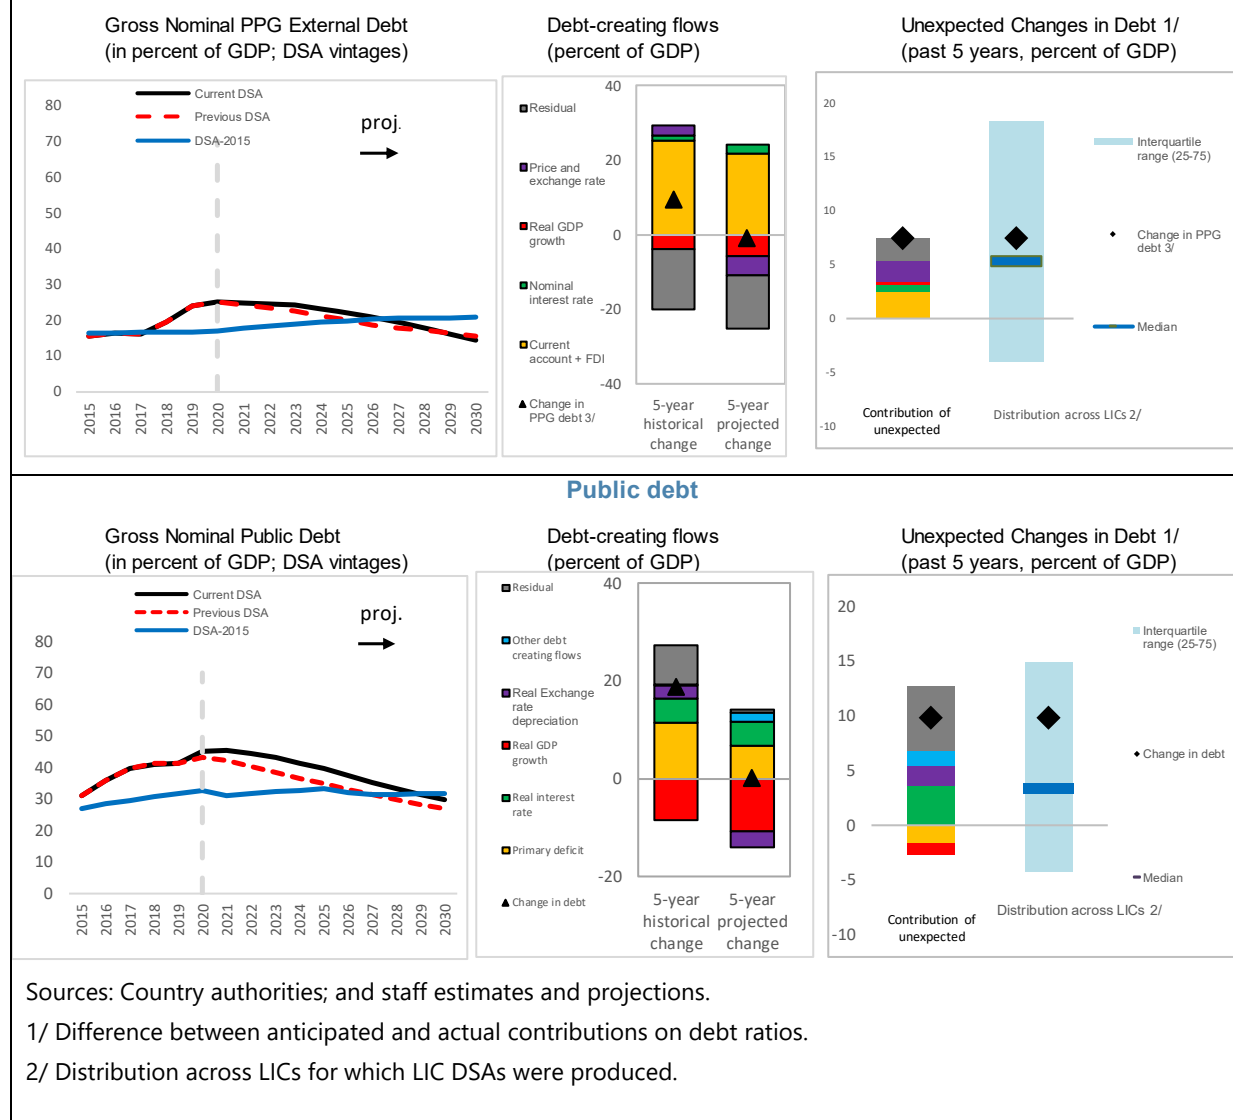 Gross Nominal PPG External Debt
(in percent of GDP; DSA vintages)
Current DSA
Previous DSA
DSA-2015
proj.
80
70
60
50
40
30
20
10
0
2015
2016
2017
2018
2019
2020
2021
2022
2023
2024
2025
2026
2027
2028
2029
2030
Debt-creating flows
(percent of GDP)
Residual
Price and
exchange rate
Real GDP
growth
Nominal
interest rate
Current
account + FDI
Change in
PPG debt 3/
40
20
0
-20
-40
5-year
historical
change
5-year
projected
change
Unexpected Changes in Debt 1/
(past 5 years, percent of GDP)
20
15
10
5
0
-5
-10
Interquartile
range (25-75)
Change in PPG
debt 3/
Median
Contribution of
unexpected
Distribution across LICs 2/
Public debt
Gross Nominal Public Debt
(in percent of GDP; DSA vintages)
Current DSA
Previous DSA
DSA-2015
proj.
80
70
60
50
40
30
20
10
0
2015
2016
2017
2018
2019
2020
2021
2022
2023
2024
2025
2026
2027
2028
2029
2030
Debt-creating flows
(percent of GDP)
Residual
Other debt
creating flows
Real Exchange
rate
depreciation
Real GDP
growth
Real interest
rate
Primary deficit
Change in debt
40
20
0
-20
5-year
historical
change
5-year
projected
change
Unexpected Changes in Debt 1/
(past 5 years, percent of GDP)
20
15
10
5
0
-5
-10
Interquartile
range (25-75)
Change in debt
Median
Contribution of
unexpected
Distribution across LICs 2/
Sources: Country authorities; and staff estimates and projections.
1/ Difference between anticipated and actual contributions on debt ratios.
2/ Distribution across LICs for which LIC DSAs were produced.